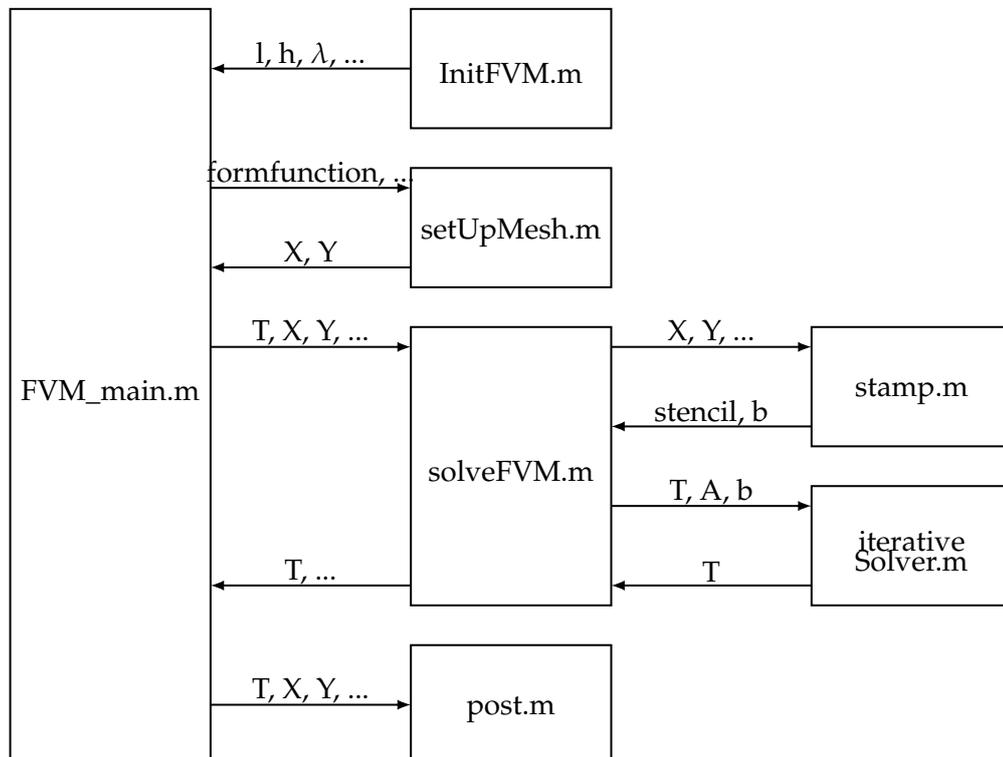 l, h, λ, ...
InitFVM.m
formfunction, ...
setUpMesh.m
X, Y
T, X, Y, ...
X, Y, ...
FVM_main.m
stamp.m
stencil, b
solveFVM.m
T, A, b
iterative
Solver.m
T, ...
T
T, X, Y, ...
post.m